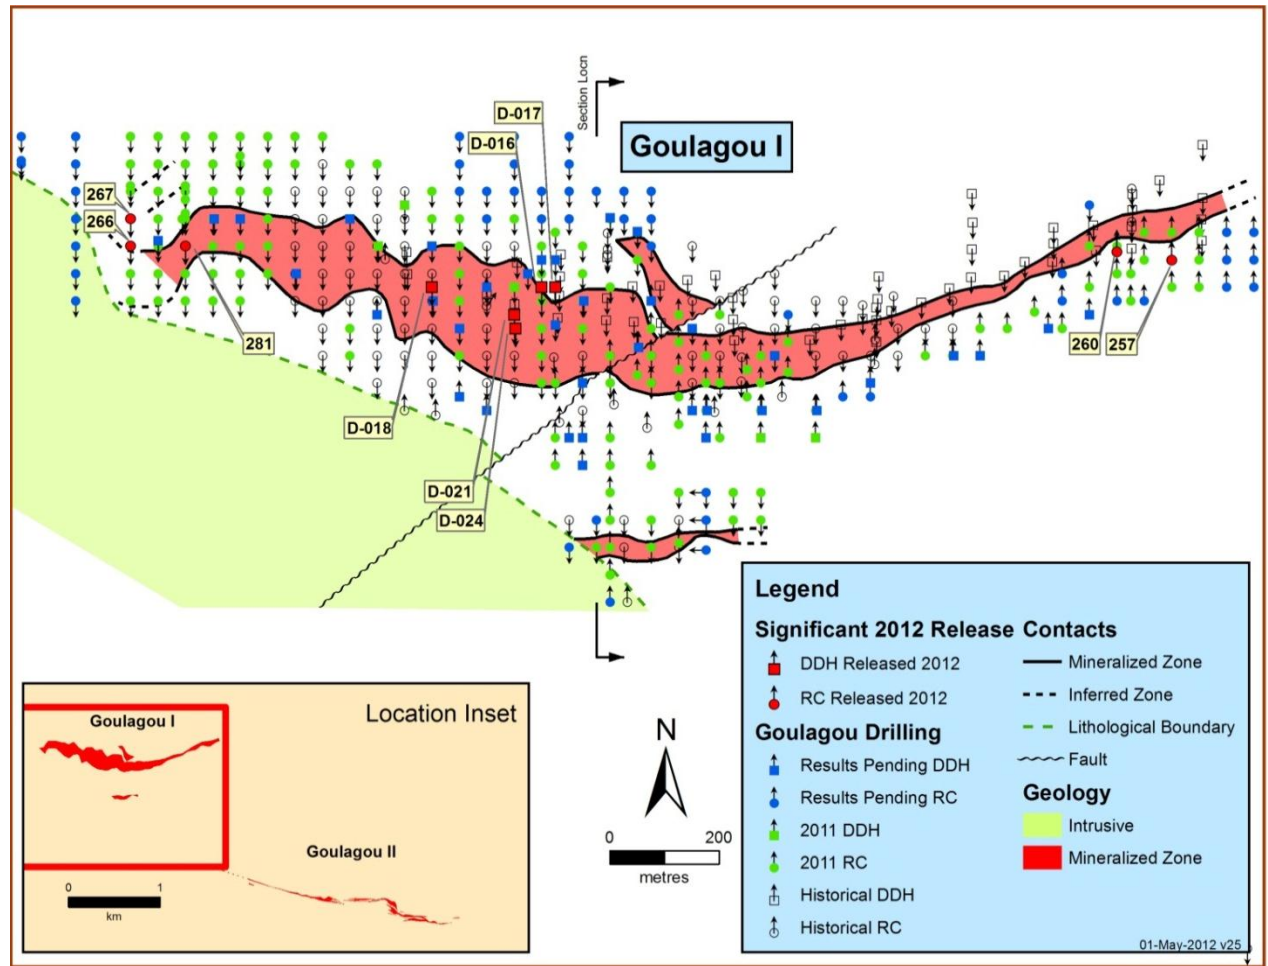 Section Locn
D-017
D-016
Goulagou I
267
266
281
260
257
D-018
D-021
D-024
Legend
Significant 2012 Release
DDH Released 2012
RC Released 2012
Goulagou Drilling
Results Pending DDH
Results Pending RC
2011 DDH
2011 RC
Historical DDH
Historical RC
Contacts
Mineralized Zone
Inferred Zone
Lithological Boundary
Fault
Geology
Intrusive
Mineralized Zone
01-May-2012 v25
N
0 200
metres
Location Inset
Goulagou I
Goulagou II
0 1
km